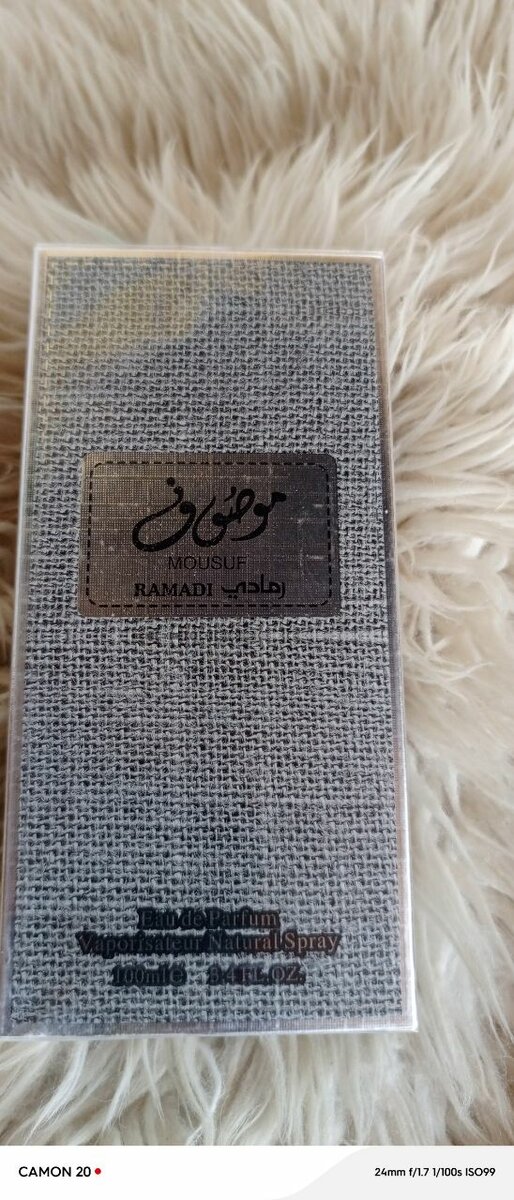 موصوف
MOUSUF
RAMADI رمادي
Eau de Parfum
Vaporisateur Natural Spray
100ml℮ 3.4 FL.OZ.
CAMON 20
24mm f/1.7 1/100s ISO99